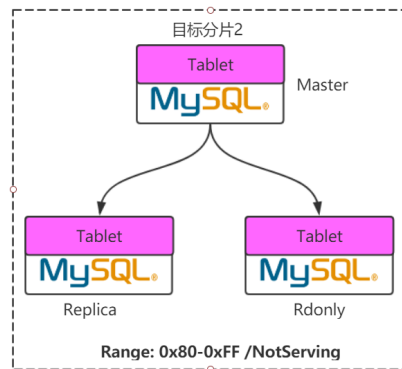 目标分片2
Tablet
MySQL®
Master
Tablet
MySQL®
Tablet
MySQL®
Replica
Rdonly
Range: 0x80-0xFF /NotServing